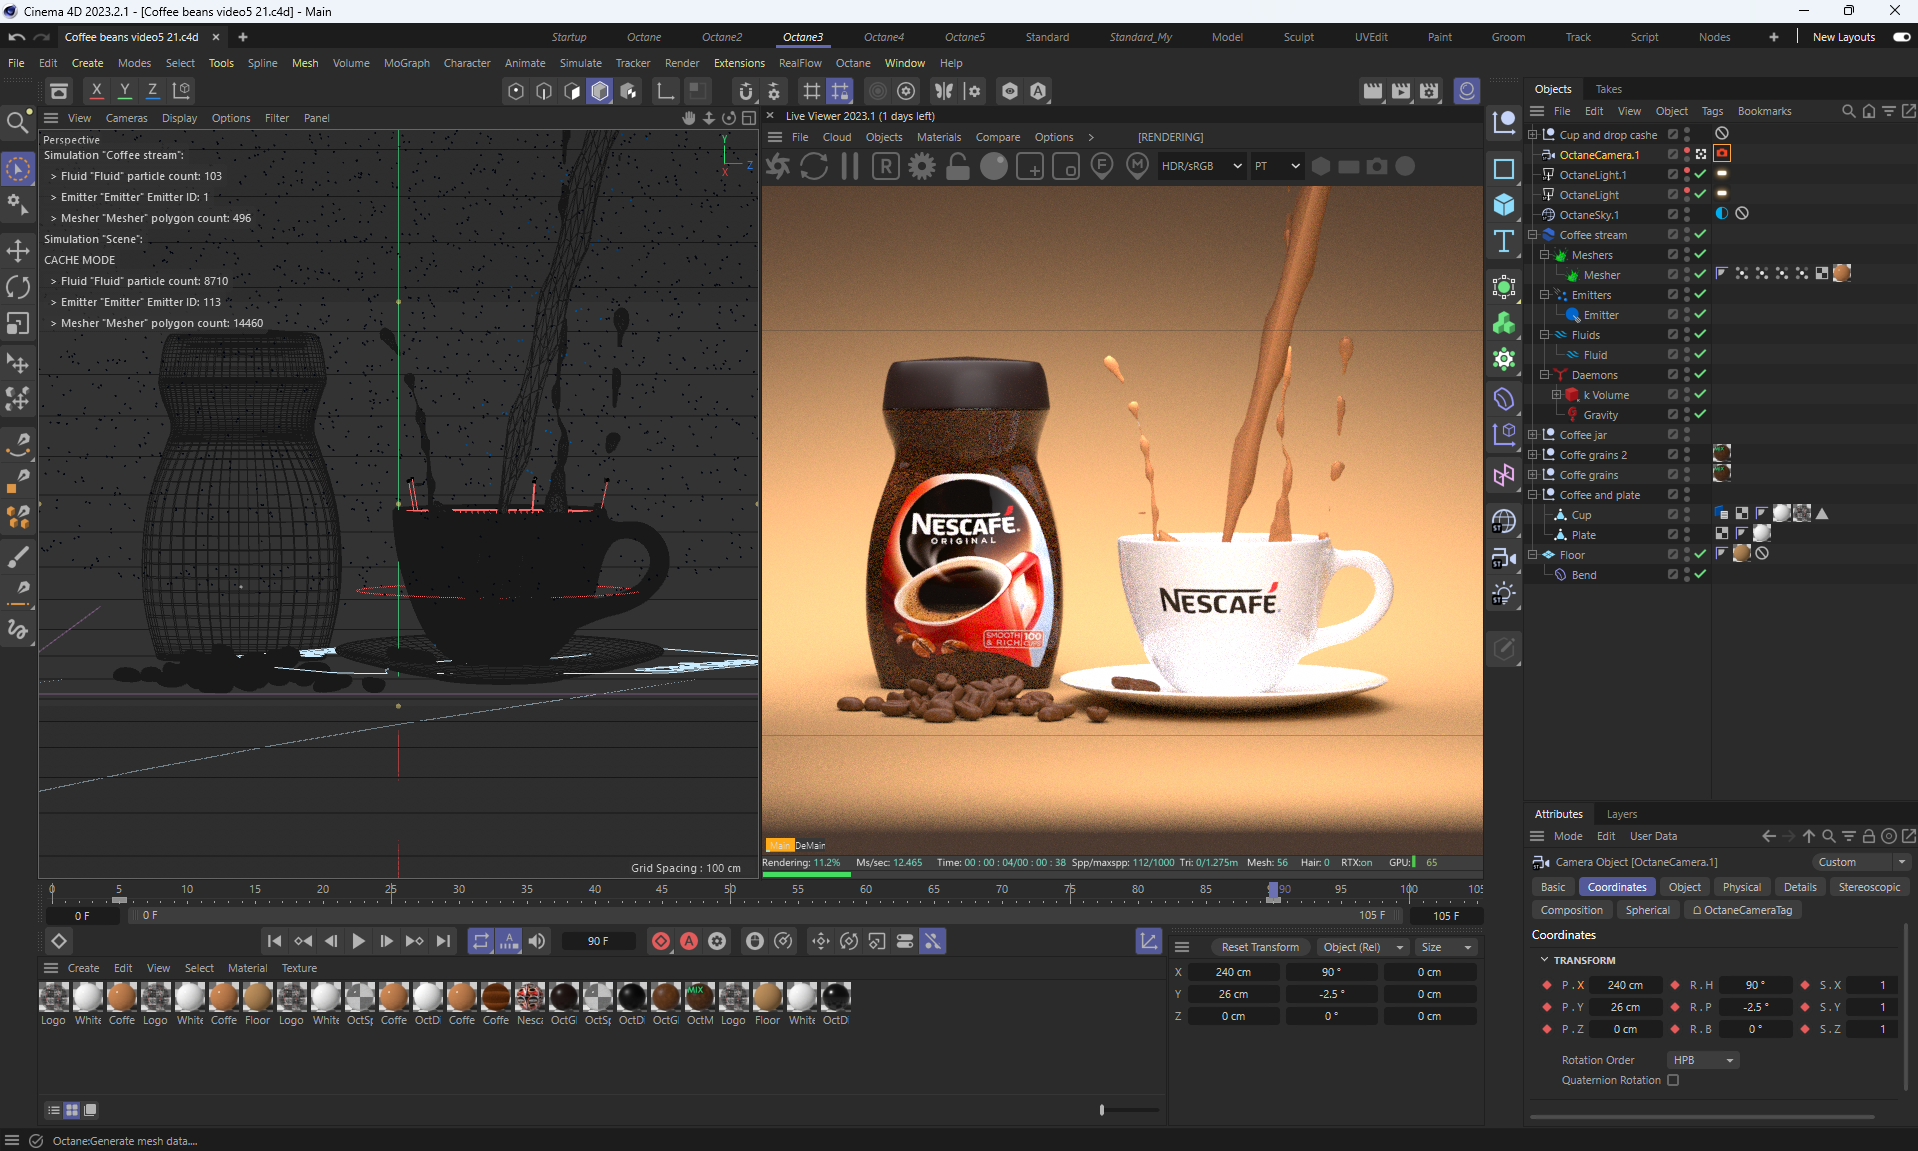 Cinema 4D 2023.2.1 - [Coffee beans video5 21.c4d] - Main
Coffee beans video5 21.c4d
Startup Octane Octane2 Octane3 Octane4 Octane5 Standard Standard_My Model Sculpt UVEdit Paint Groom Track Script Nodes New Layouts
File Edit Create Modes Select Tools Spline Mesh Volume MoGraph Character Animate Simulate Tracker Render Extensions RealFlow Octane Window Help
X Y Z
View Cameras Display Options Filter Panel
Perspective
Simulation "Coffee stream":
> Fluid "Fluid" particle count: 103
> Emitter "Emitter" Emitter ID: 1
> Mesher "Mesher" polygon count: 496
Simulation "Scene":
CACHE MODE
> Fluid "Fluid" particle count: 8710
> Emitter "Emitter" Emitter ID: 113
> Mesher "Mesher" polygon count: 14460
Y
X
Z
Grid Spacing : 100 cm
Live Viewer 2023.1 (1 days left)
File Cloud Objects Materials Compare Options > [RENDERING]
R F M HDR/sRGB PT
NESCAFÉ.
ORIGINAL
SMOOTH
& RICH
100
NESCAFÉ.
Main DeMain
Rendering: 11.2% Ms/sec: 12.465 Time: 00 : 00 : 04/00 : 00 : 38 Spp/maxspp: 112/1000 Tri: 0/1.275m Mesh: 56 Hair: 0 RTX:on GPU: 65
Objects Takes
File Edit View Object Tags Bookmarks
Cup and drop cashe
OctaneCamera.1
OctaneLight.1
OctaneLight
OctaneSky.1
Coffee stream
Meshers
Mesher
Emitters
Emitter
Fluids
Fluid
Daemons
k Volume
Gravity
Coffee jar
Coffe grains 2
Coffe grains
Coffee and plate
Cup
Plate
Floor
Bend
ST
ST
ST
Attributes Layers
Mode Edit User Data
Camera Object [OctaneCamera.1] Custom
Basic Coordinates Object Physical Details Stereoscopic
Composition Spherical OctaneCameraTag
Coordinates
TRANSFORM
P . X 240 cm R . H 90 ° S . X 1
P . Y 26 cm R . P -2.5 ° S . Y 1
P . Z 0 cm R . B 0 ° S . Z 1
Rotation Order HPB
Quaternion Rotation
0 5 10 15 20 25 30 35 40 45 50 55 60 65 70 75 80 85 90 95 100 105
0 F 0 F 105 F 105 F
90 F
Create Edit View Select Material Texture
MIX
Logo White Coffe Logo White Coffe Floor Logo White OctSp Coffe OctDi Coffe Coffe Nesca OctGl OctSp OctDi OctGl OctM Logo Floor White OctDi
Reset Transform Object (Rel) Size
X 240 cm 90 ° 0 cm
Y 26 cm -2.5 ° 0 cm
Z 0 cm 0 ° 0 cm
Octane:Generate mesh data....